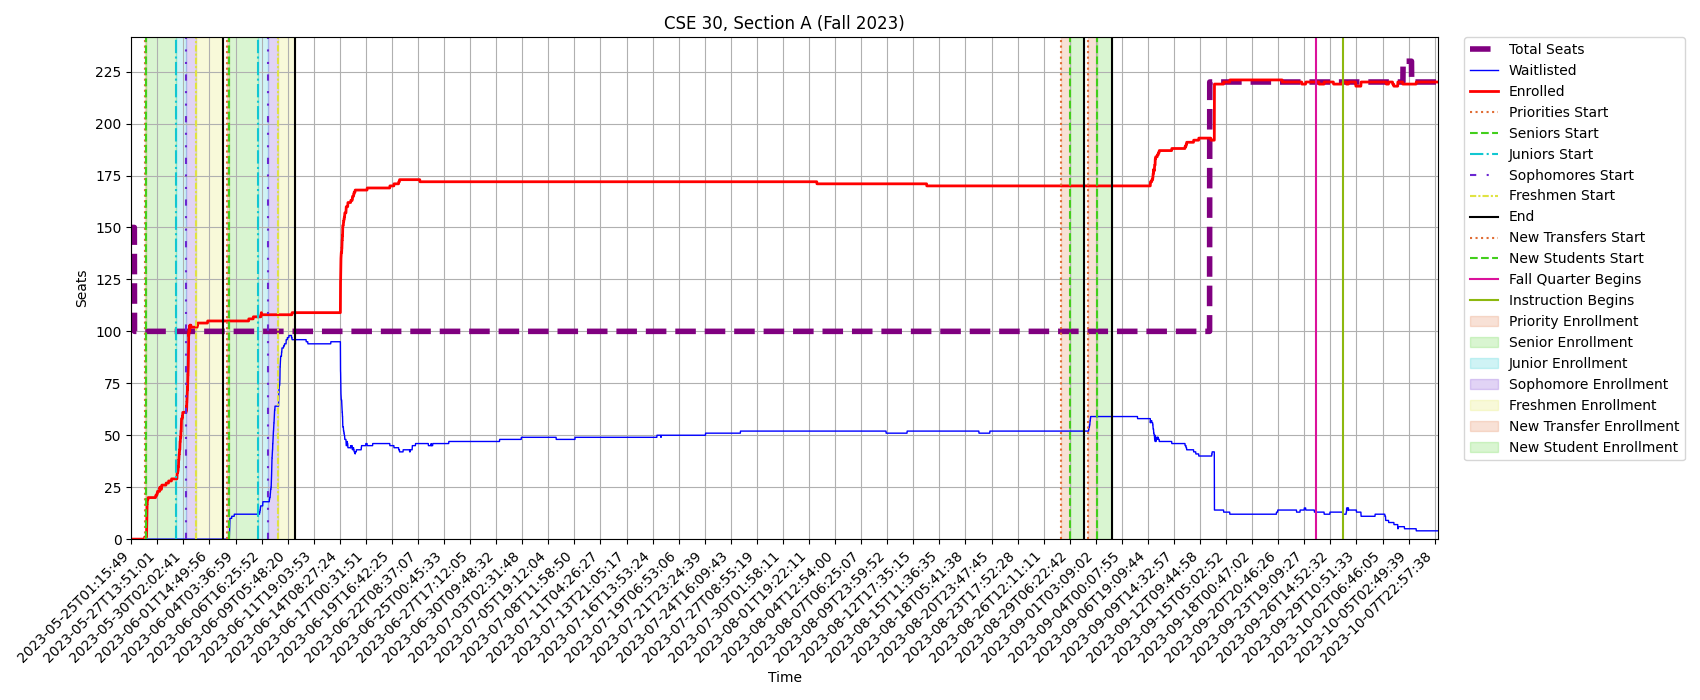 CSE 30, Section A (Fall 2023)
225
200
175
150
125
100
75
50
25
0
Seats
2023-05-25T01:15:49
2023-05-27T13:51:01
2023-05-30T02:02:41
2023-06-01T14:49:56
2023-06-04T03:36:59
2023-06-06T16:25:52
2023-06-09T05:48:20
2023-06-11T19:03:53
2023-06-14T08:27:24
2023-06-17T00:31:51
2023-06-19T16:42:25
2023-06-22T08:37:07
2023-06-25T00:45:33
2023-06-27T17:12:05
2023-06-30T09:48:32
2023-07-03T02:31:48
2023-07-05T19:12:04
2023-07-08T11:58:50
2023-07-11T04:26:27
2023-07-13T21:05:17
2023-07-16T13:53:24
2023-07-19T06:53:06
2023-07-21T23:24:39
2023-07-24T16:09:43
2023-07-27T08:55:19
2023-07-30T01:58:11
2023-08-01T19:22:11
2023-08-04T12:54:00
2023-08-07T06:25:07
2023-08-09T23:59:52
2023-08-12T17:35:15
2023-08-15T11:36:35
2023-08-18T05:41:38
2023-08-20T23:47:45
2023-08-23T17:52:28
2023-08-26T12:11:11
2023-08-29T06:22:42
2023-09-01T03:09:02
2023-09-04T00:07:55
2023-09-06T19:09:44
2023-09-09T14:32:57
2023-09-12T09:44:58
2023-09-15T05:02:52
2023-09-18T00:47:02
2023-09-20T20:46:26
2023-09-23T19:09:27
2023-09-26T14:52:32
2023-09-29T10:51:33
2023-10-02T06:46:05
2023-10-05T02:49:39
2023-10-07T22:57:38
Time
Total Seats
Waitlisted
Enrolled
Priorities Start
Seniors Start
Juniors Start
Sophomores Start
Freshmen Start
End
New Transfers Start
New Students Start
Fall Quarter Begins
Instruction Begins
Priority Enrollment
Senior Enrollment
Junior Enrollment
Sophomore Enrollment
Freshmen Enrollment
New Transfer Enrollment
New Student Enrollment